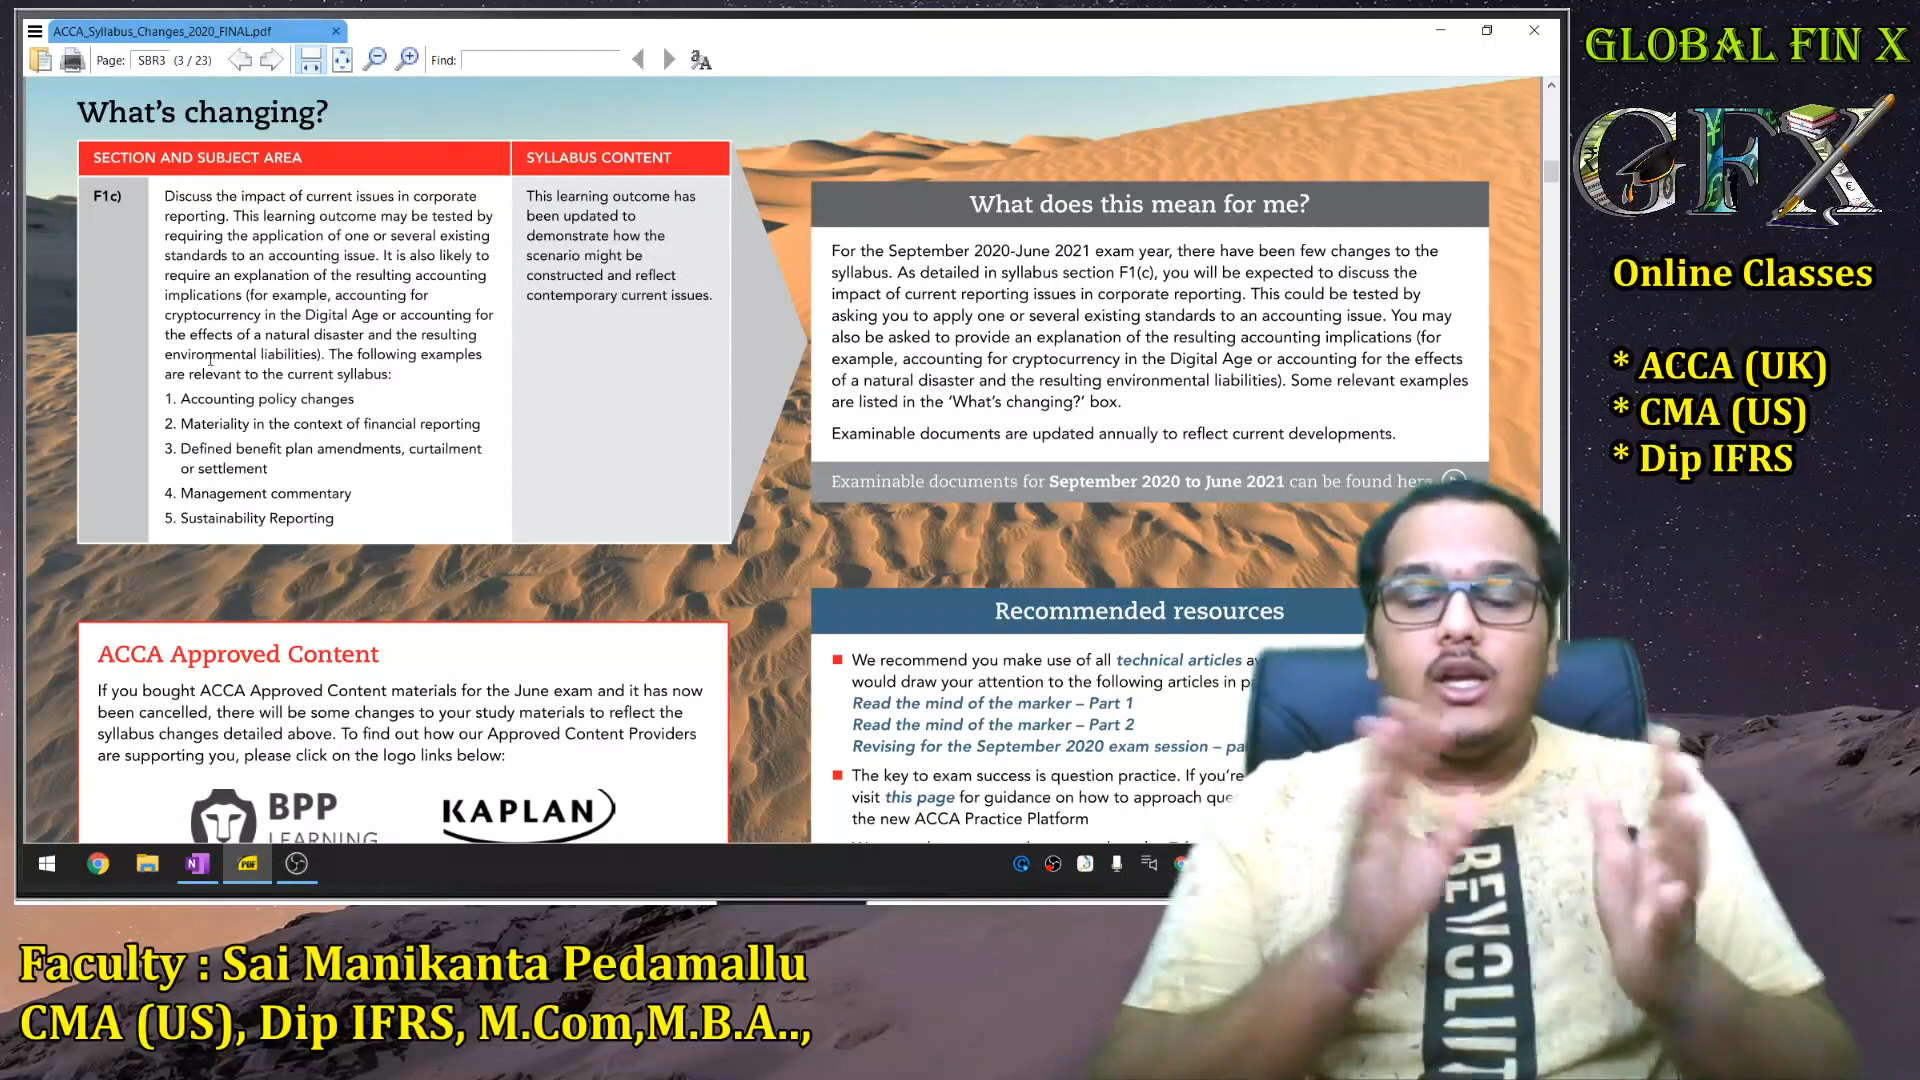 ACCA_Syllabus_Changes_2020_FINAL.pdf
Page: SBR3 (3 / 23)
Find:
What's changing?
SECTION AND SUBJECT AREA
SYLLABUS CONTENT
F1c)
Discuss the impact of current issues in corporate
reporting. This learning outcome may be tested by
requiring the application of one or several existing
standards to an accounting issue. It is also likely to
require an explanation of the resulting accounting
implications (for example, accounting for
cryptocurrency in the Digital Age or accounting for
the effects of a natural disaster and the resulting
environmental liabilities). The following examples
are relevant to the current syllabus:
1. Accounting policy changes
2. Materiality in the context of financial reporting
3. Defined benefit plan amendments, curtailment
or settlement
4. Management commentary
5. Sustainability Reporting
This learning outcome has
been updated to
demonstrate how the
scenario might be
constructed and reflect
contemporary current issues.
What does this mean for me?
For the September 2020-June 2021 exam year, there have been few changes to the
syllabus. As detailed in syllabus section F1(c), you will be expected to discuss the
impact of current reporting issues in corporate reporting. This could be tested by
asking you to apply one or several existing standards to an accounting issue. You may
also be asked to provide an explanation of the resulting accounting implications (for
example, accounting for cryptocurrency in the Digital Age or accounting for the effects
of a natural disaster and the resulting environmental liabilities). Some relevant examples
are listed in the 'What's changing?' box.
Examinable documents are updated annually to reflect current developments.
Examinable documents for September 2020 to June 2021 can be found here
ACCA Approved Content
If you bought ACCA Approved Content materials for the June exam and it has now
been cancelled, there will be some changes to your study materials to reflect the
syllabus changes detailed above. To find out how our Approved Content Providers
are supporting you, please click on the logo links below:
BPP
LEARNING
KAPLAN
Recommended resources
We recommend you make use of all technical articles
would draw your attention to the following articles in
Read the mind of the marker – Part 1
Read the mind of the marker – Part 2
Revising for the September 2020 exam session –
The key to exam success is question practice. If you're
visit this page for guidance on how to approach
the new ACCA Practice Platform
GLOBAL FIN X
GFX
Online Classes
* ACCA (UK)
* CMA (US)
* Dip IFRS
Faculty : Sai Manikanta Pedamallu
CMA (US), Dip IFRS, M.Com,M.B.A..,